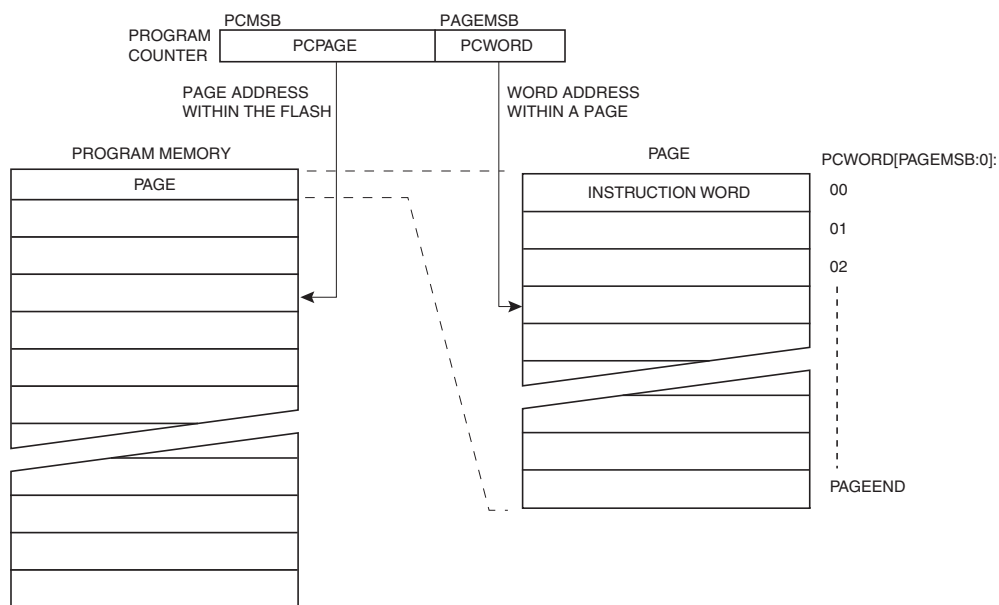 PCMSB
PAGEMSB
PROGRAM
COUNTER
PCPAGE
PCWORD
PAGE ADDRESS
WITHIN THE FLASH
WORD ADDRESS
WITHIN A PAGE
PROGRAM MEMORY
PAGE
PAGE
PCWORD[PAGEMSB:0]:
INSTRUCTION WORD
00
01
02
PAGEEND